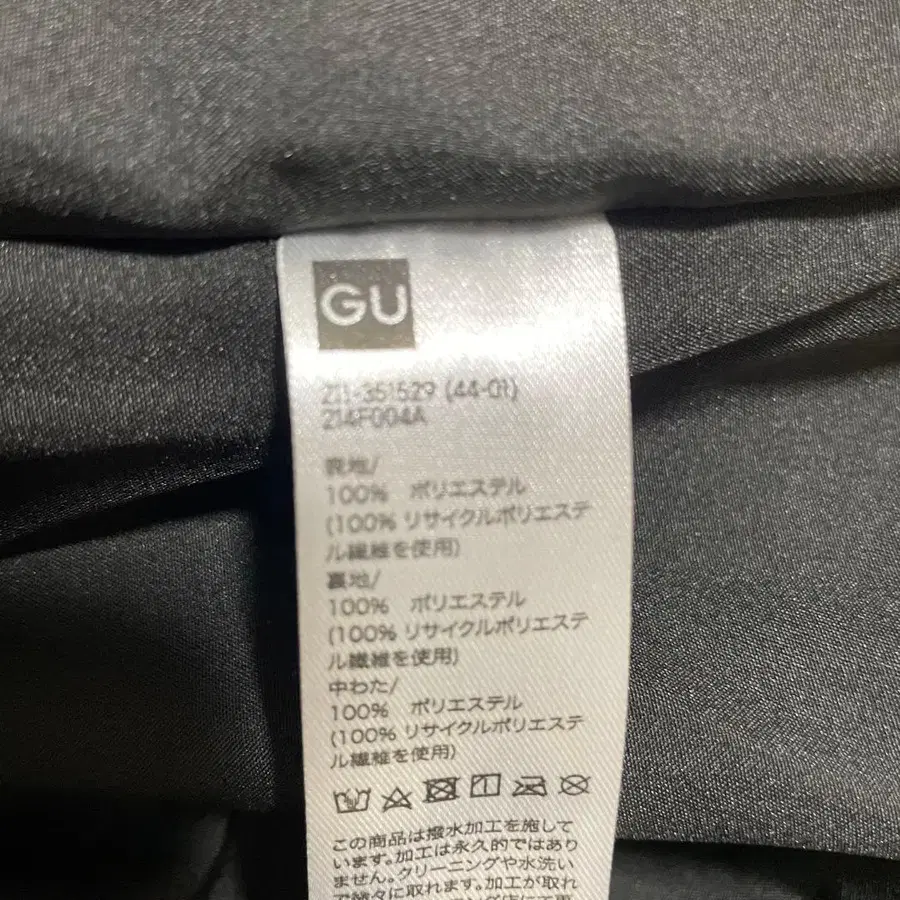 GU
211-351529 (44-01)
214F004A
表地/
100% ポリエステル
(100% リサイクルポリエステ
ル繊維を使用)
裏地/
100% ポリエステル
(100% リサイクルポリエステ
ル繊維を使用)
中わた/
100% ポリエステル
(100% リサイクルポリエステ
ル繊維を使用)
この商品は撥水加工を施して
います。加工は永久的ではあり
ません。クリーニングや水洗い
で徐々に取れます。加工が取れ